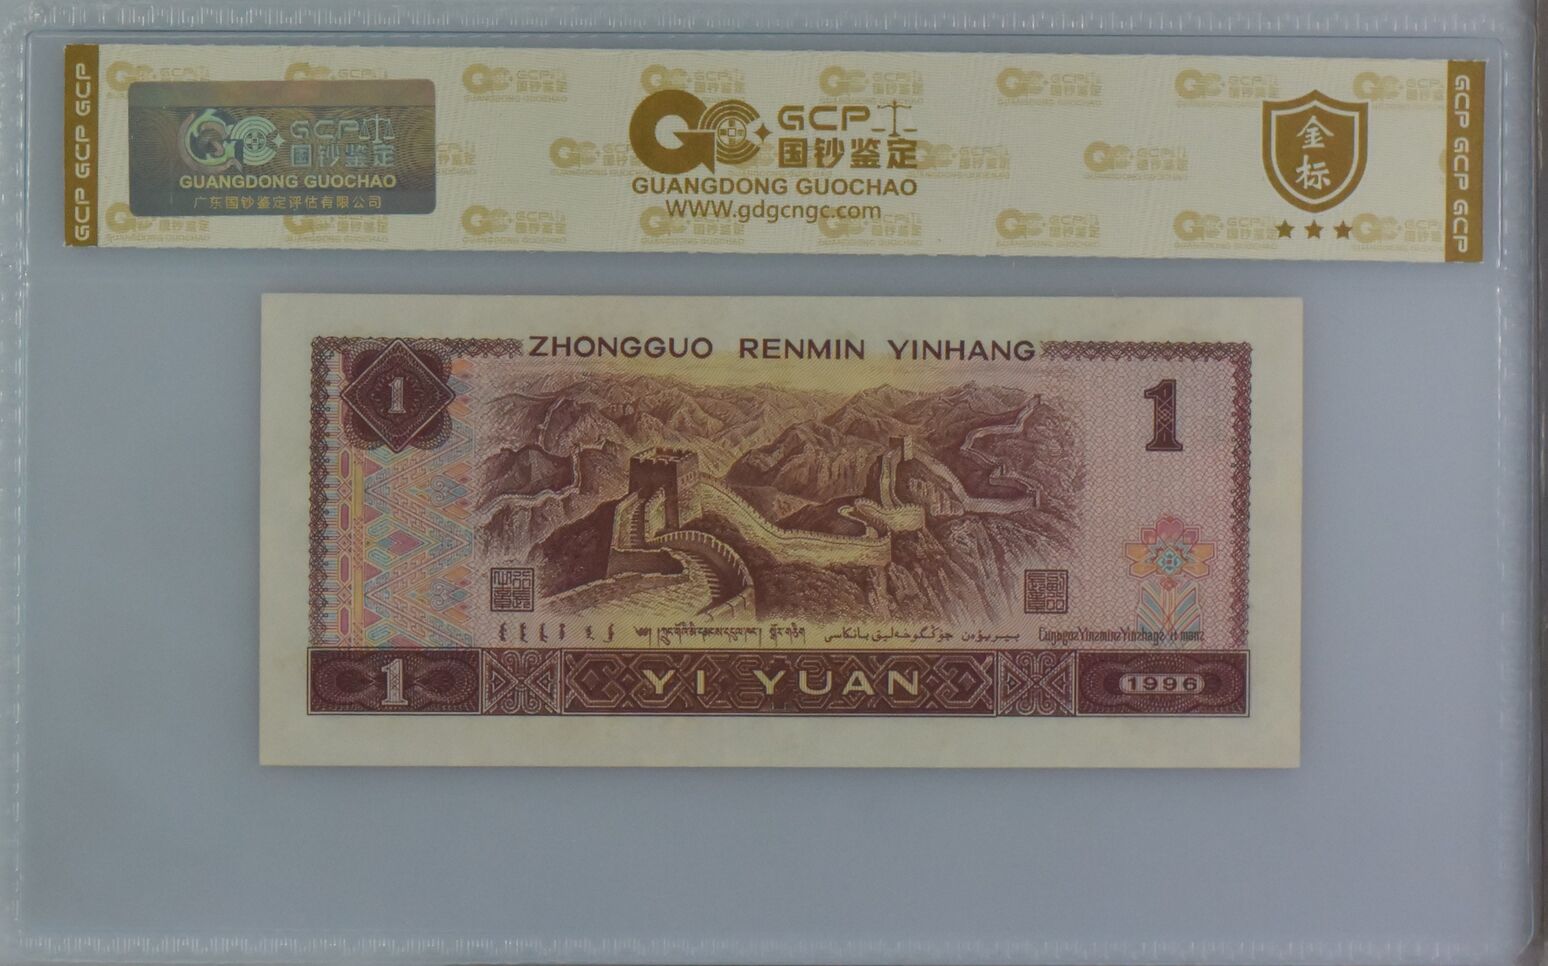 GCP GCP GCP
GCP
国钞鉴定
GUANGDONG GUOCHAO
广东国钞鉴定评估有限公司
GCP
国钞鉴定
GUANGDONG GUOCHAO
WWW.gdgcngc.com
金
标
GCP GCP GCP
ZHONGGUO RENMIN YINHANG
1
1
1
YI YUAN
1996